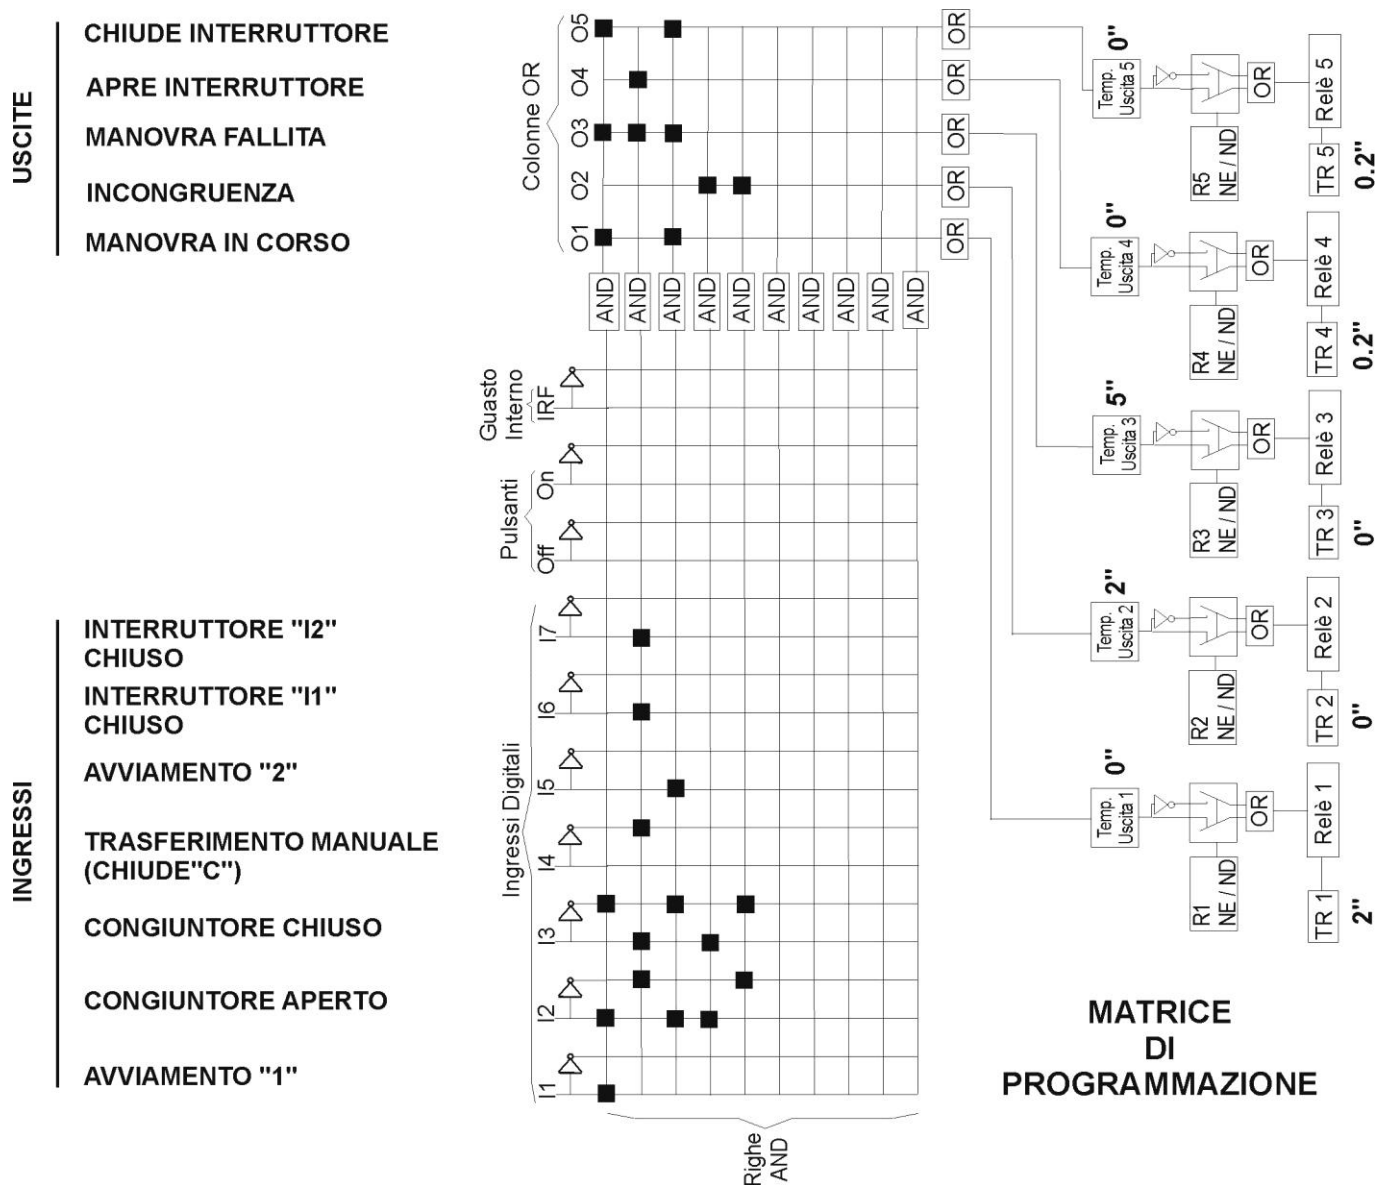 USCITE
CHIUDE INTERRUTTORE
APRE INTERRUTTORE
MANOVRA FALLITA
INCONGRUENZA
MANOVRA IN CORSO
Colonne OR
O5
O4
O3
O2
O1
OR
OR
OR
OR
OR
AND
AND
AND
AND
AND
AND
AND
AND
AND
AND
Guasto
Interno
IRF
Pulsanti
On
Off
INGRESSI
INTERRUTTORE "I2"
CHIUSO
INTERRUTTORE "I1"
CHIUSO
AVVIAMENTO "2"
TRASFERIMENTO MANUALE
(CHIUDE"C")
CONGIUNTORE CHIUSO
CONGIUNTORE APERTO
AVVIAMENTO "1"
Ingressi Digitali
I7
I6
I5
I4
I3
I2
I1
Righe
AND
0"
Temp.
Uscita 5
R5
NE / ND
OR
Relè 5
TR 5
0.2"
0"
Temp.
Uscita 4
R4
NE / ND
OR
Relè 4
TR 4
0.2"
5"
Temp.
Uscita 3
R3
NE / ND
OR
Relè 3
TR 3
0"
2"
Temp.
Uscita 2
R2
NE / ND
OR
Relè 2
TR 2
0"
0"
Temp.
Uscita 1
R1
NE / ND
OR
Relè 1
TR 1
2"
MATRICE
DI
PROGRAMMAZIONE